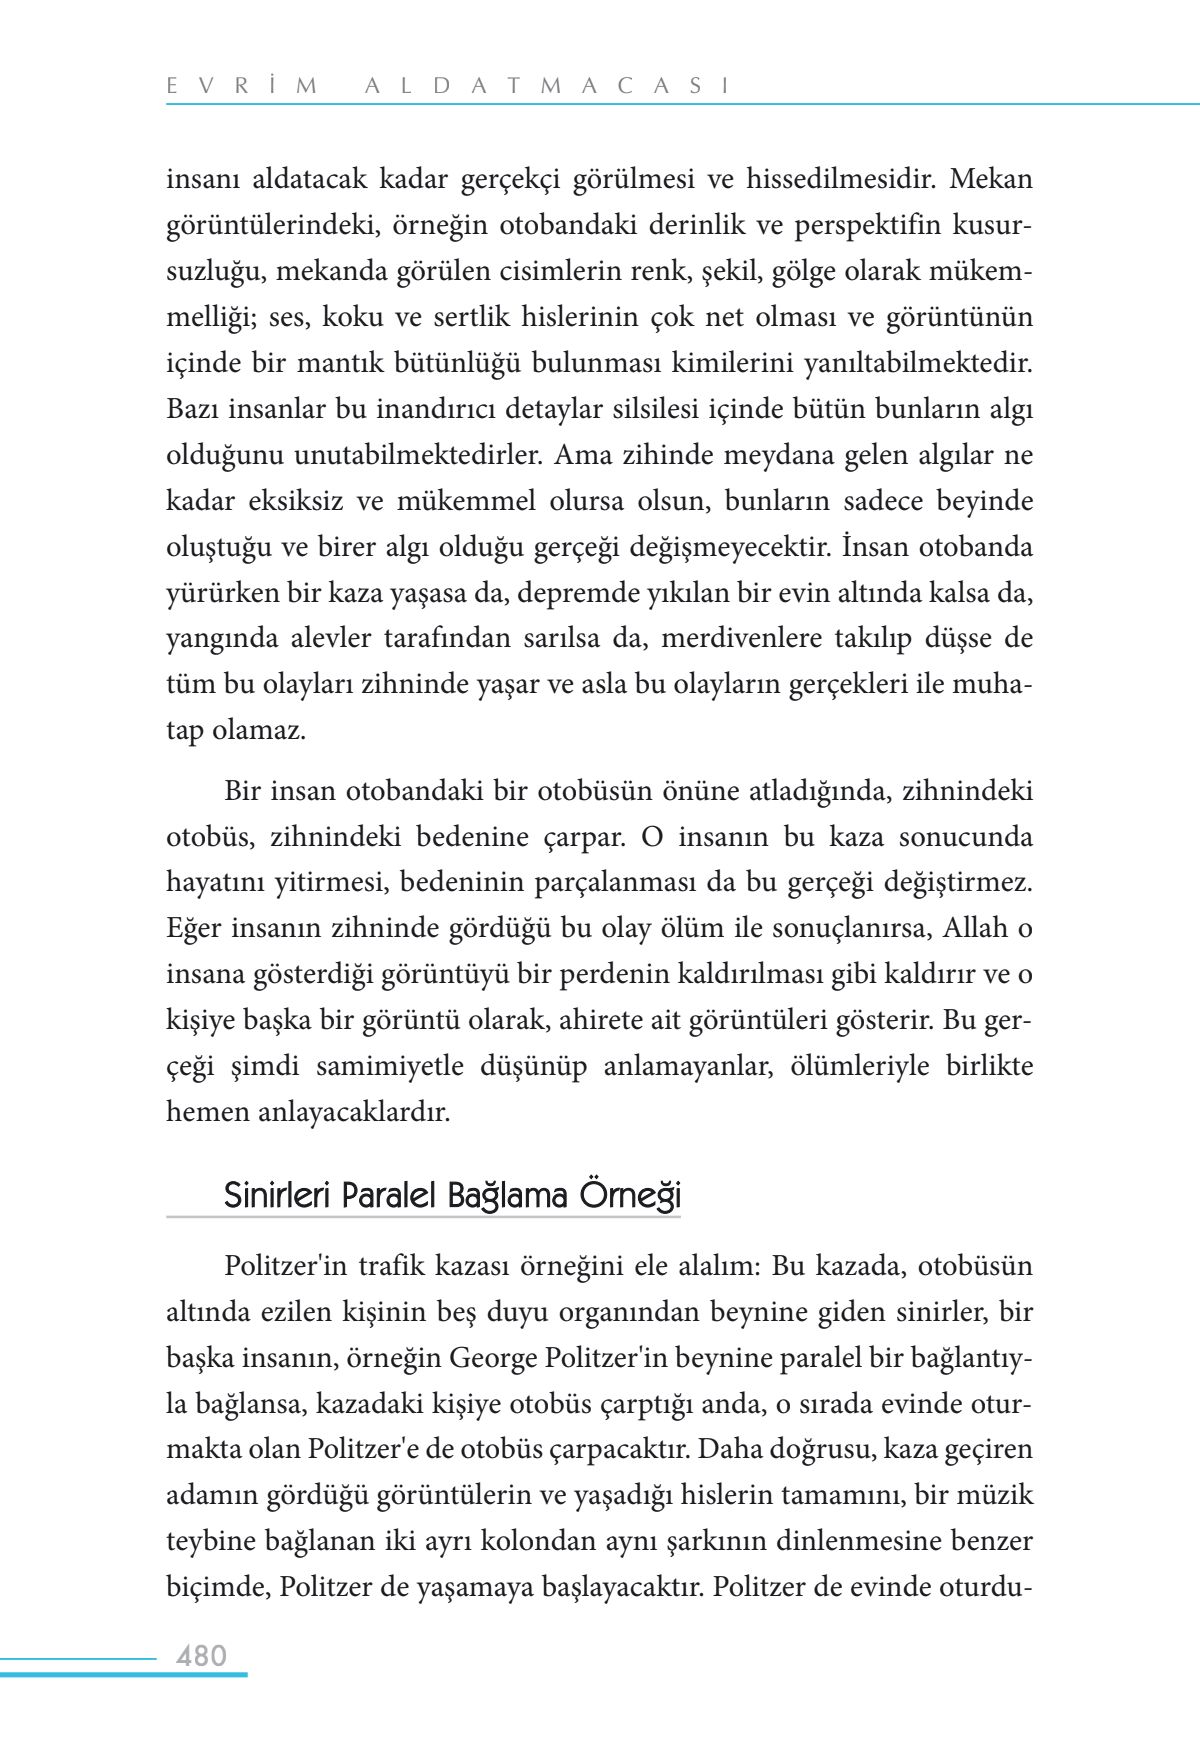 EVRİM ALDATMACASI
insanı aldatacak kadar gerçekçi görülmesi ve hissedilmesidir. Mekan
görüntülerindeki, örneğin otobandaki derinlik ve perspektifin kusur-
suzluğu, mekanda görülen cisimlerin renk, şekil, gölge olarak mükem-
melliği; ses, koku ve sertlik hislerinin çok net olması ve görüntünün
içinde bir mantık bütünlüğü bulunması kimilerini yanıltabilmektedir.
Bazı insanlar bu inandırıcı detaylar silsilesi içinde bütün bunların algı
olduğunu unutabilmektedirler. Ama zihinde meydana gelen algılar ne
kadar eksiksiz ve mükemmel olursa olsun, bunların sadece beyinde
oluştuğu ve birer algı olduğu gerçeği değişmeyecektir. İnsan otobanda
yürürken bir kaza yaşasa da, depremde yıkılan bir evin altında kalsa da,
yangında alevler tarafından sarılsa da, merdivenlere takılıp düşse de
tüm bu olayları zihninde yaşar ve asla bu olayların gerçekleri ile muha-
tap olamaz.
Bir insan otobandaki bir otobüsün önüne atladığında, zihnindeki
otobüs, zihnindeki bedenine çarpar. O insanın bu kaza sonucunda
hayatını yitirmesi, bedeninin parçalanması da bu gerçeği değiştirmez.
Eğer insanın zihninde gördüğü bu olay ölüm ile sonuçlanırsa, Allah o
insana gösterdiği görüntüyü bir perdenin kaldırılması gibi kaldırır ve o
kişiye başka bir görüntü olarak, ahirete ait görüntüleri gösterir. Bu ger-
çeği şimdi samimiyetle düşünüp anlamayanlar, ölümleriyle birlikte
hemen anlayacaklardır.
Sinirleri Paralel Bağlama Örneği
Politzer'in trafik kazası örneğini ele alalım: Bu kazada, otobüsün
altında ezilen kişinin beş duyu organından beynine giden sinirler, bir
başka insanın, örneğin George Politzer'in beynine paralel bir bağlantıy-
la bağlansa, kazadaki kişiye otobüs çarptığı anda, o sırada evinde otur-
makta olan Politzer'e de otobüs çarpacaktır. Daha doğrusu, kaza geçiren
adamın gördüğü görüntülerin ve yaşadığı hislerin tamamını, bir müzik
teybine bağlanan iki ayrı kolondan aynı şarkının dinlenmesine benzer
biçimde, Politzer de yaşamaya başlayacaktır. Politzer de evinde oturdu-
480